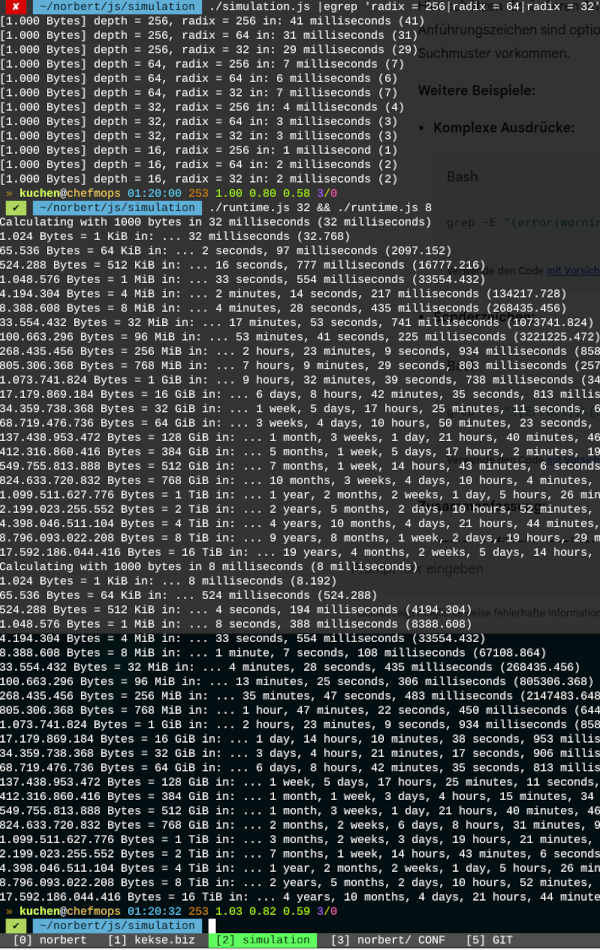 ✘ ~/norbert/js/simulation ./simulation.js |egrep 'radix = 256|radix = 64|radix = 32'
[1.000 Bytes] depth = 256, radix = 256 in: 41 milliseconds (41)
[1.000 Bytes] depth = 256, radix = 64 in: 31 milliseconds (31)
[1.000 Bytes] depth = 256, radix = 32 in: 29 milliseconds (29)
[1.000 Bytes] depth = 64, radix = 256 in: 7 milliseconds (7)
[1.000 Bytes] depth = 64, radix = 64 in: 6 milliseconds (6)
[1.000 Bytes] depth = 64, radix = 32 in: 7 milliseconds (7)
[1.000 Bytes] depth = 32, radix = 256 in: 4 milliseconds (4)
[1.000 Bytes] depth = 32, radix = 64 in: 3 milliseconds (3)
[1.000 Bytes] depth = 32, radix = 32 in: 3 milliseconds (3)
[1.000 Bytes] depth = 16, radix = 256 in: 1 millisecond (1)
[1.000 Bytes] depth = 16, radix = 64 in: 2 milliseconds (2)
[1.000 Bytes] depth = 16, radix = 32 in: 2 milliseconds (2)
» kuchen@chefmops 01:20:00 253 1.00 0.80 0.58 3/0
✔ ~/norbert/js/simulation ./runtime.js 32 && ./runtime.js 8
Calculating with 1000 bytes in 32 milliseconds (32 milliseconds)
1.024 Bytes = 1 KiB in: ... 32 milliseconds (32.768)
65.536 Bytes = 64 KiB in: ... 2 seconds, 97 milliseconds (2097.152)
524.288 Bytes = 512 KiB in: ... 16 seconds, 777 milliseconds (16777.216)
1.048.576 Bytes = 1 MiB in: ... 33 seconds, 554 milliseconds (33554.432)
4.194.304 Bytes = 4 MiB in: ... 2 minutes, 14 seconds, 217 milliseconds (134217.728)
8.388.608 Bytes = 8 MiB in: ... 4 minutes, 28 seconds, 435 milliseconds (268435.456)
33.554.432 Bytes = 32 MiB in: ... 17 minutes, 53 seconds, 741 milliseconds (1073741.824)
100.663.296 Bytes = 96 MiB in: ... 53 minutes, 41 seconds, 225 milliseconds (3221225.472)
268.435.456 Bytes = 256 MiB in: ... 2 hours, 23 minutes, 9 seconds, 934 milliseconds (858
805.306.368 Bytes = 768 MiB in: ... 7 hours, 9 minutes, 29 seconds, 803 milliseconds (257
1.073.741.824 Bytes = 1 GiB in: ... 9 hours, 32 minutes, 39 seconds, 738 milliseconds (34
17.179.869.184 Bytes = 16 GiB in: ... 6 days, 8 hours, 42 minutes, 35 seconds, 813 millis
34.359.738.368 Bytes = 32 GiB in: ... 1 week, 5 days, 17 hours, 25 minutes, 11 seconds,
68.719.476.736 Bytes = 64 GiB in: ... 3 weeks, 4 days, 10 hours, 50 minutes, 23 seconds,
137.438.953.472 Bytes = 128 GiB in: ... 1 month, 3 weeks, 1 day, 21 hours, 40 minutes, 46
412.316.860.416 Bytes = 384 GiB in: ... 5 months, 1 week, 5 days, 17 hours, 2 minutes, 19
549.755.813.888 Bytes = 512 GiB in: ... 7 months, 1 week, 14 hours, 43 minutes, 6 seconds
824.633.720.832 Bytes = 768 GiB in: ... 10 months, 3 weeks, 4 days, 10 hours, 4 minutes,
1.099.511.627.776 Bytes = 1 TiB in: ... 1 year, 2 months, 2 weeks, 1 day, 5 hours, 26 min
2.199.023.255.552 Bytes = 2 TiB in: ... 2 years, 5 months, 2 days, 10 hours, 52 minutes,
4.398.046.511.104 Bytes = 4 TiB in: ... 4 years, 10 months, 4 days, 21 hours, 44 minutes,
8.796.093.022.208 Bytes = 8 TiB in: ... 9 years, 8 months, 1 week, 2 days, 19 hours, 29 m
17.592.186.044.416 Bytes = 16 TiB in: ... 19 years, 4 months, 2 weeks, 5 days, 14 hours,
Calculating with 1000 bytes in 8 milliseconds (8 milliseconds)
1.024 Bytes = 1 KiB in: ... 8 milliseconds (8.192)
65.536 Bytes = 64 KiB in: ... 524 milliseconds (524.288)
524.288 Bytes = 512 KiB in: ... 4 seconds, 194 milliseconds (4194.304)
1.048.576 Bytes = 1 MiB in: ... 8 seconds, 388 milliseconds (8388.608)
4.194.304 Bytes = 4 MiB in: ... 33 seconds, 554 milliseconds (33554.432)
8.388.608 Bytes = 8 MiB in: ... 1 minute, 7 seconds, 108 milliseconds (67108.864)
33.554.432 Bytes = 32 MiB in: ... 4 minutes, 28 seconds, 435 milliseconds (268435.456)
100.663.296 Bytes = 96 MiB in: ... 13 minutes, 25 seconds, 306 milliseconds (805306.368)
268.435.456 Bytes = 256 MiB in: ... 35 minutes, 47 seconds, 483 milliseconds (2147483.648
805.306.368 Bytes = 768 MiB in: ... 1 hour, 47 minutes, 22 seconds, 450 milliseconds (644
1.073.741.824 Bytes = 1 GiB in: ... 2 hours, 23 minutes, 9 seconds, 934 milliseconds (858
17.179.869.184 Bytes = 16 GiB in: ... 1 day, 14 hours, 10 minutes, 38 seconds, 953 millis
34.359.738.368 Bytes = 32 GiB in: ... 3 days, 4 hours, 21 minutes, 17 seconds, 906 millis
68.719.476.736 Bytes = 64 GiB in: ... 6 days, 8 hours, 42 minutes, 35 seconds, 813 millis
137.438.953.472 Bytes = 128 GiB in: ... 1 week, 5 days, 17 hours, 25 minutes, 11 seconds,
412.316.860.416 Bytes = 384 GiB in: ... 1 month, 1 week, 3 days, 4 hours, 15 minutes, 34
549.755.813.888 Bytes = 512 GiB in: ... 1 month, 3 weeks, 1 day, 21 hours, 40 minutes, 46
824.633.720.832 Bytes = 768 GiB in: ... 2 months, 2 weeks, 6 days, 8 hours, 31 minutes, 9
1.099.511.627.776 Bytes = 1 TiB in: ... 3 months, 2 weeks, 3 days, 19 hours, 21 minutes,
2.199.023.255.552 Bytes = 2 TiB in: ... 7 months, 1 week, 14 hours, 43 minutes, 6 seconds
4.398.046.511.104 Bytes = 4 TiB in: ... 1 year, 2 months, 2 weeks, 1 day, 5 hours, 26 min
8.796.093.022.208 Bytes = 8 TiB in: ... 2 years, 5 months, 2 days, 10 hours, 52 minutes,
17.592.186.044.416 Bytes = 16 TiB in: ... 4 years, 10 months, 4 days, 21 hours, 44 minute
» kuchen@chefmops 01:20:32 253 1.03 0.82 0.59 3/0
✔ ~/norbert/js/simulation
[0] norbert [1] kekse.biz [2] simulation [3] norbert/ CONF [5] GIT
Anführungszeichen sind optio
Suchmuster vorkommen.
Weitere Beispiele:
• Komplexe Ausdrücke:
Bash
grep -E "(error|warnin
de den Code mit Vorsich
eingeben
fehlerhafte Information